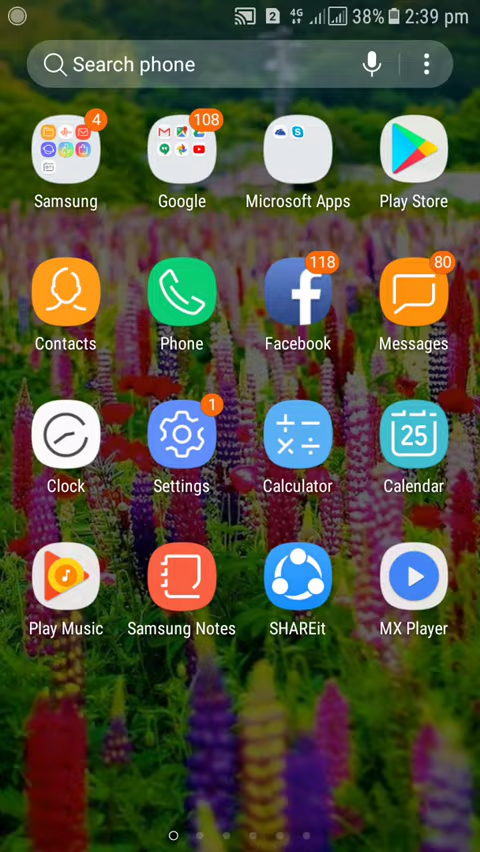 2 4G 38% 2:39 pm
Search phone
4 108
Samsung Google Microsoft Apps Play Store
118 80
Contacts Phone Facebook Messages
1
25
Clock Settings Calculator Calendar
Play Music Samsung Notes SHAREit MX Player